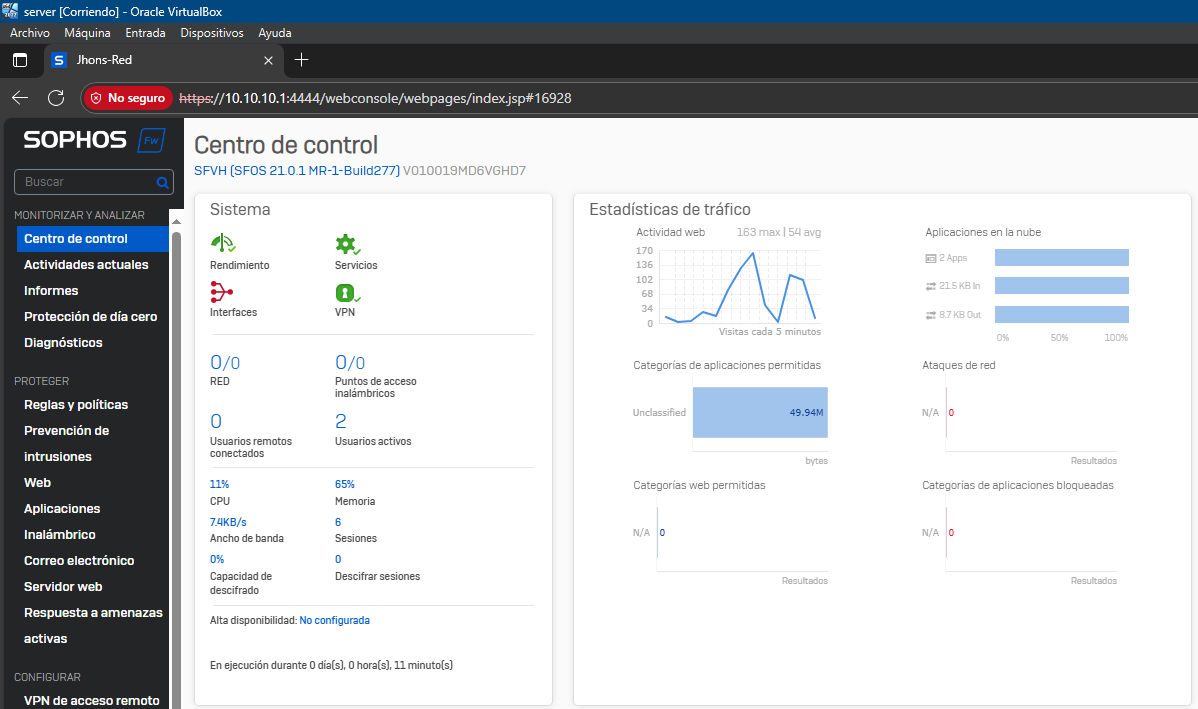 server [Corriendo] - Oracle VirtualBox
Archivo Máquina Entrada Dispositivos Ayuda
S Jhons-Red
No seguro https://10.10.10.1:4444/webconsole/webpages/index.jsp#16928
SOPHOS FW
Buscar
MONITORIZAR Y ANALIZAR
Centro de control
Actividades actuales
Informes
Protección de día cero
Diagnósticos
PROTEGER
Reglas y políticas
Prevención de
intrusiones
Web
Aplicaciones
Inalámbrico
Correo electrónico
Servidor web
Respuesta a amenazas
activas
CONFIGURAR
VPN de acceso remoto
Centro de control
SFVH (SFOS 21.0.1 MR-1-Build277) V010019MD6VGHD7
Sistema
Rendimiento
Servicios
Interfaces
VPN
0/0
RED
0/0
Puntos de acceso
inalámbricos
0
Usuarios remotos
conectados
2
Usuarios activos
11%
CPU
65%
Memoria
7.4KB/s
Ancho de banda
6
Sesiones
0%
Capacidad de
descifrado
0
Descifrar sesiones
Alta disponibilidad: No configurada
En ejecución durante 0 día(s), 0 hora(s), 11 minuto(s)
Estadísticas de tráfico
Actividad web 163 max | 54 avg
170
136
102
68
34
0
Visitas cada 5 minutos
Aplicaciones en la nube
2 Apps
21.5 KB In
8.7 KB Out
0% 50% 100%
Categorías de aplicaciones permitidas
Unclassified 49.94M
bytes
Ataques de red
N/A 0
Resultados
Categorías web permitidas
N/A 0
Resultados
Categorías de aplicaciones bloqueadas
N/A 0
Resultados